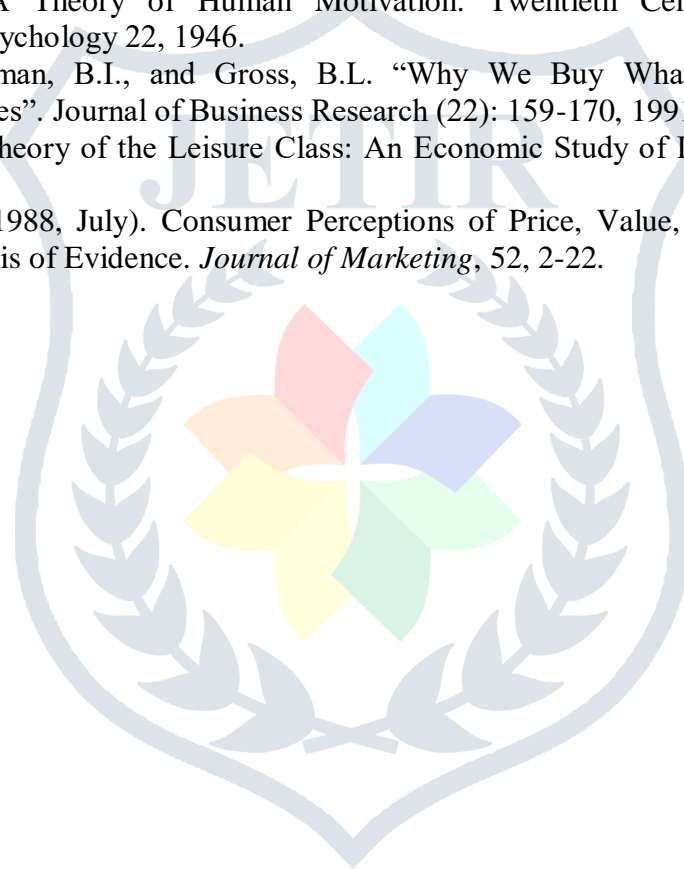 A Theory of Human Motivation. Twentieth Cen
ychology 22, 1946.
man, B.I., and Gross, B.L. “Why We Buy Wha
es”. Journal of Business Research (22): 159-170, 199
heory of the Leisure Class: An Economic Study of
JETIR
1988, July). Consumer Perceptions of Price, Value,
is of Evidence. Journal of Marketing, 52, 2-22.